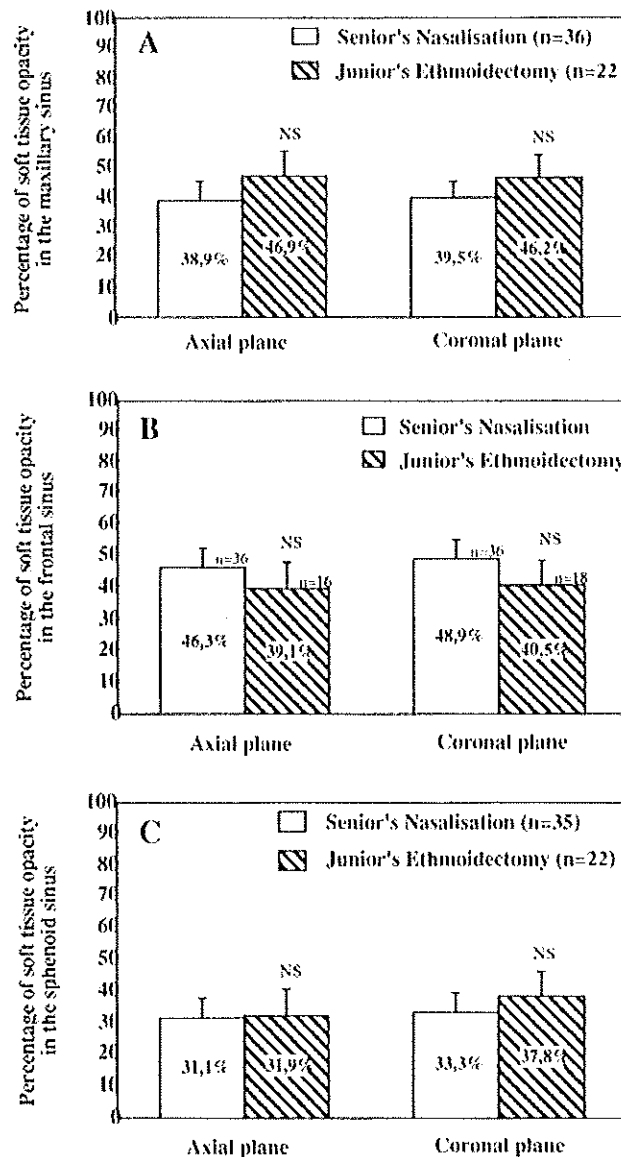 Percentage of soft tissue opacity
in the maxillary sinus
100
90
80
70
60
50
40
30
20
10
0
A
Senior's Nasalisation (n=36)
Junior's Ethmoidectomy (n=22
NS
NS
38,9%
46,9%
39,5%
46,2%
Axial plane
Coronal plane
Percentage of soft tissue opacity
in the frontal sinus
100
90
80
70
60
50
40
30
20
10
0
B
Senior's Nasalisation
Junior's Ethmoidectomy
NS
NS
n=36
n=16
n=36
n=18
46,3%
39,1%
48,9%
40,5%
Axial plane
Coronal plane
Percentage of soft tissue opacity
in the sphenoid sinus
100
90
80
70
60
50
40
30
20
10
0
C
Senior's Nasalisation (n=35)
Junior's Ethmoidectomy (n=22)
NS
NS
31,1%
31,9%
33,3%
37,8%
Axial plane
Coronal plane